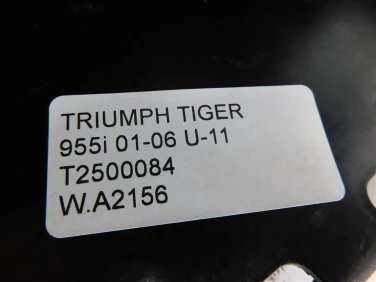 TRIUMPH TIGER
955i 01-06 U-11
T2500084
W.A2156